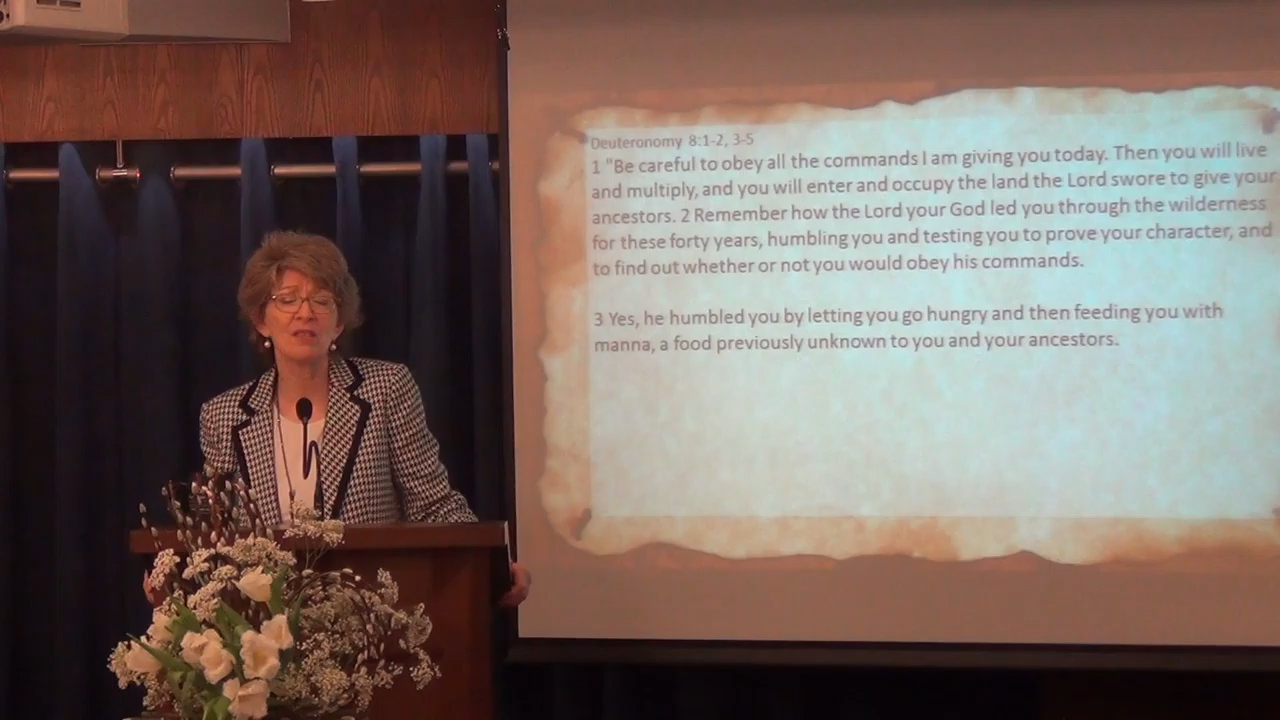 Deuteronomy 8:1-2, 3-5
1 "Be careful to obey all the commands I am giving you today. Then you will live
and multiply, and you will enter and occupy the land the Lord swore to give your
ancestors. 2 Remember how the Lord your God led you through the wilderness
for these forty years, humbling you and testing you to prove your character, and
to find out whether or not you would obey his commands.
3 Yes, he humbled you by letting you go hungry and then feeding you with
manna, a food previously unknown to you and your ancestors.